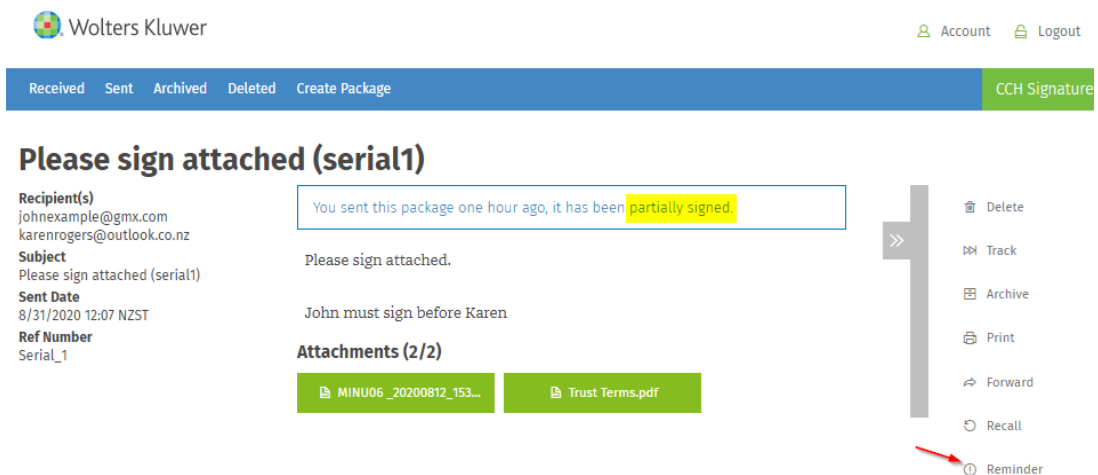 Wolters Kluwer
Account Logout
Received Sent Archived Deleted Create Package CCH Signature
Please sign attached (serial1)
Recipient(s)
johnexample@gmx.com
karenrogers@outlook.co.nz
Subject
Please sign attached (serial1)
Sent Date
8/31/2020 12:07 NZST
Ref Number
Serial_1
You sent this package one hour ago, it has been partially signed.
Please sign attached.
John must sign before Karen
Attachments (2/2)
MINU06 _20200812_153... Trust Terms.pdf
Delete
Track
Archive
Print
Forward
Recall
Reminder